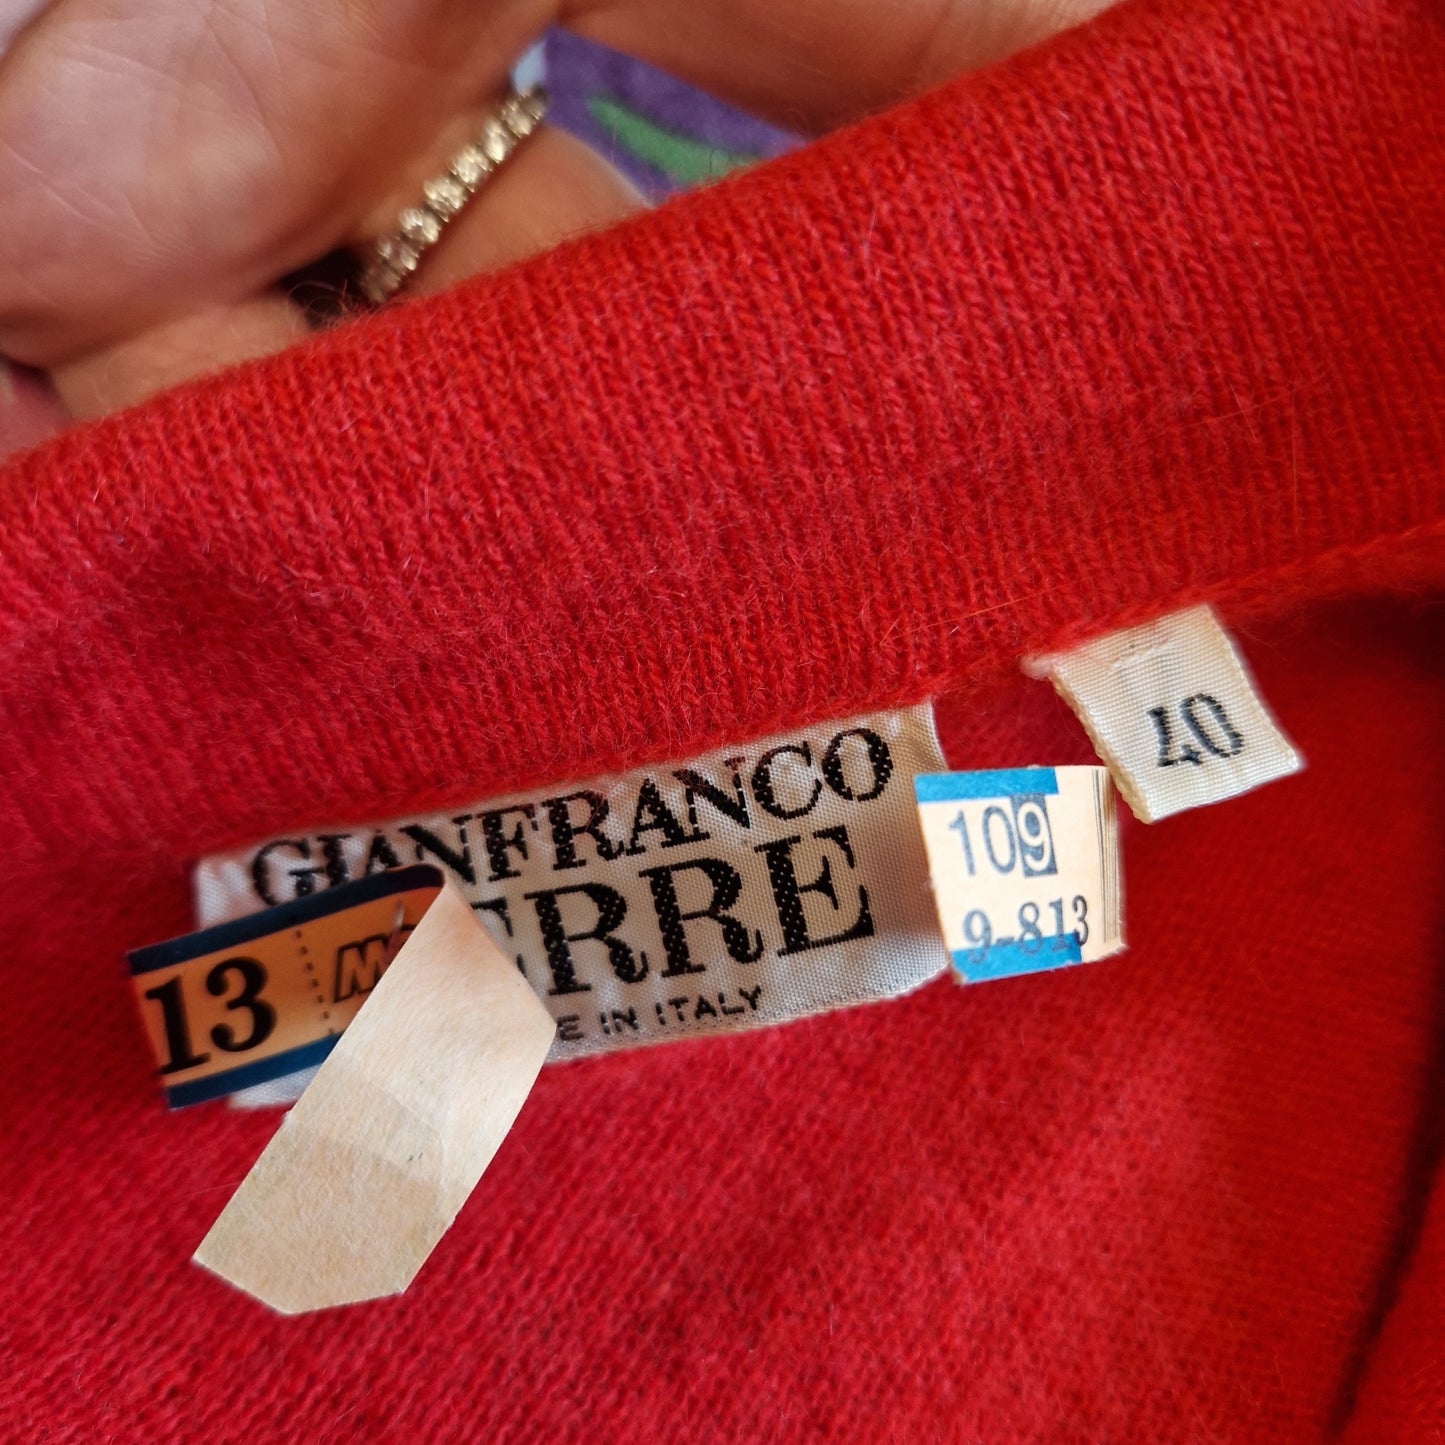 GIANFRANCO
ERRE
E IN ITALY
40
109
9-813
13